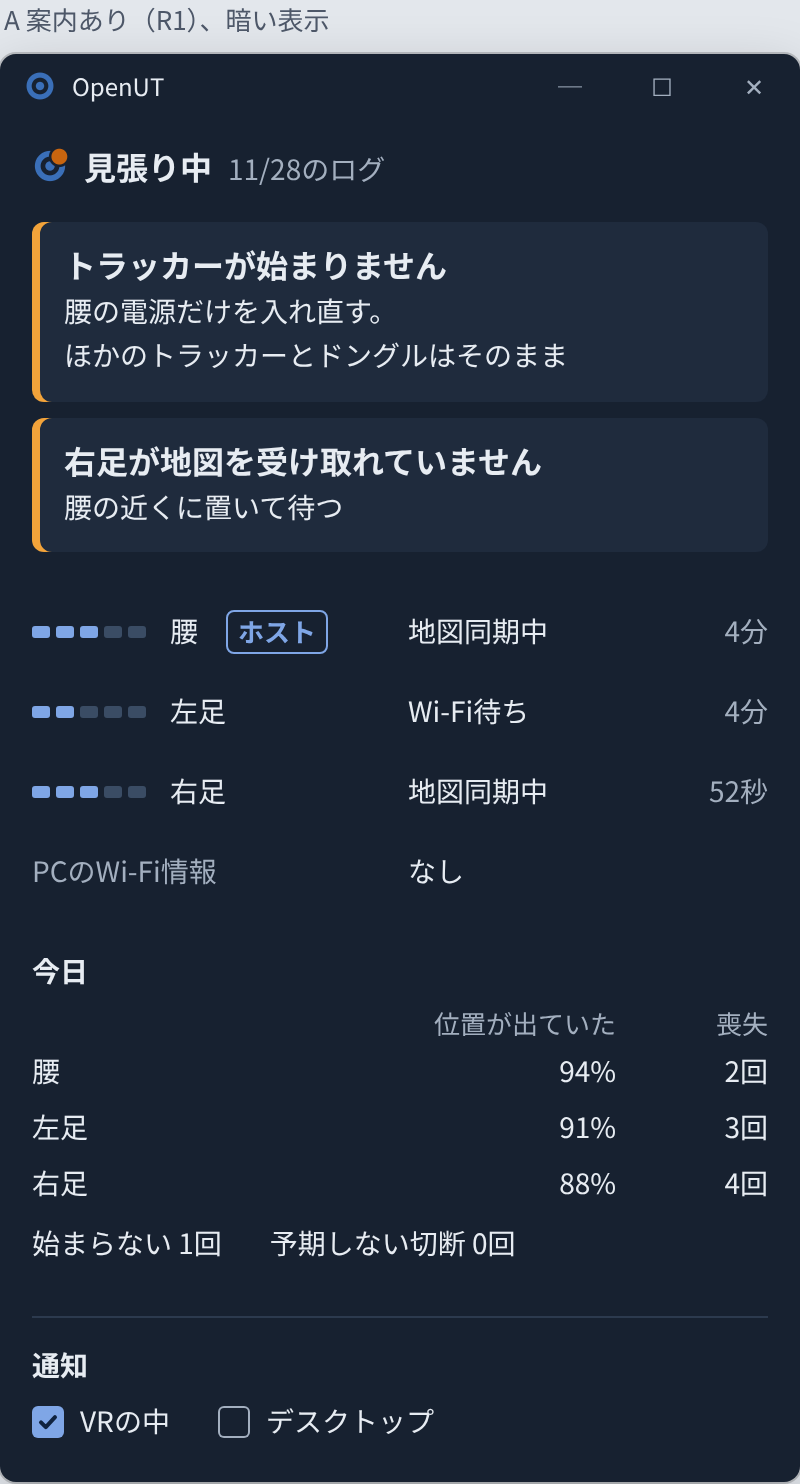 A 案内あり（R1）、暗い表示
OpenUT
見張り中 11/28のログ
トラッカーが始まりません
腰の電源だけを入れ直す。
ほかのトラッカーとドングルはそのまま
右足が地図を受け取れていません
腰の近くに置いて待つ
腰 ホスト 地図同期中 4分
左足 Wi-Fi待ち 4分
右足 地図同期中 52秒
PCのWi-Fi情報 なし
今日
位置が出ていた 喪失
腰 94% 2回
左足 91% 3回
右足 88% 4回
始まらない 1回 予期しない切断 0回
通知
VRの中 デスクトップ